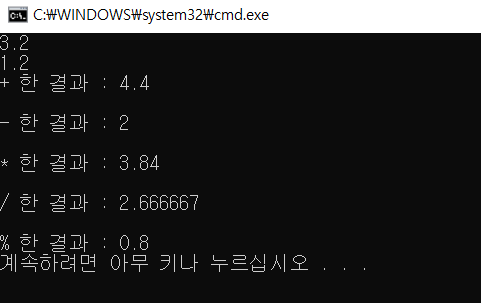 C:₩WINDOWS₩system32₩cmd.exe
3.2
1.2
+ 한 결과 : 4.4
- 한 결과 : 2
* 한 결과 : 3.84
/ 한 결과 : 2.666667
% 한 결과 : 0.8
계속하려면 아무 키나 누르십시오 . . .